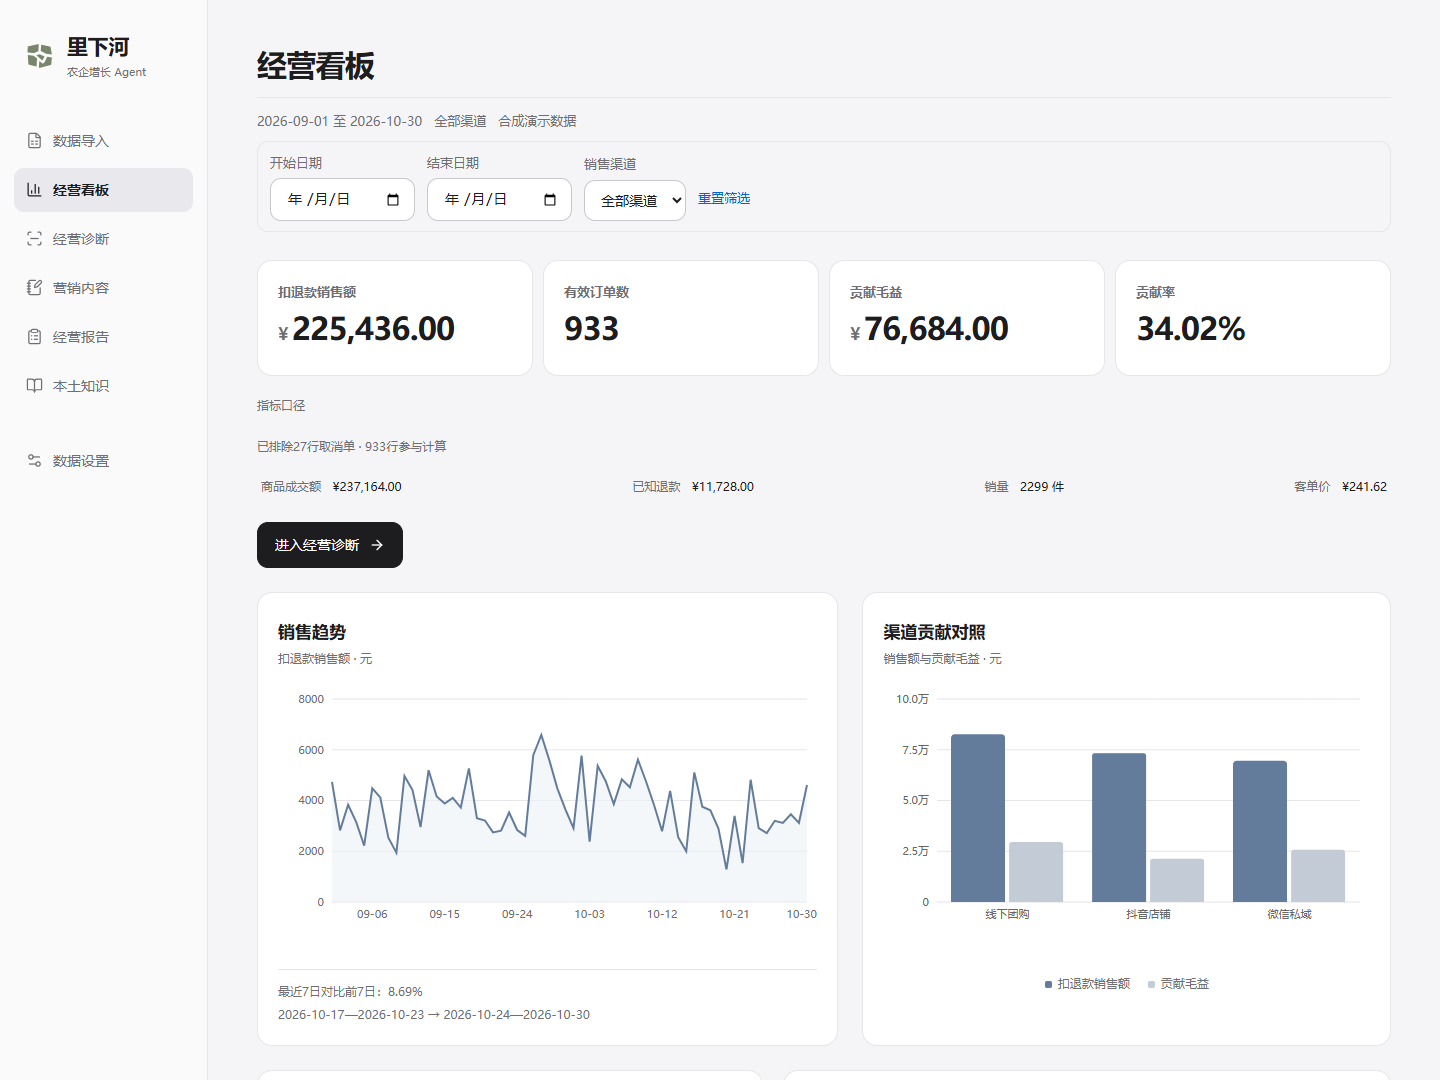 里下河
农企增长 Agent
数据导入
经营看板
经营诊断
营销内容
经营报告
本土知识
数据设置
经营看板
2026-09-01 至 2026-10-30 全部渠道 合成演示数据
开始日期 结束日期 销售渠道
年 /月/日 年 /月/日 全部渠道 重置筛选
扣退款销售额 有效订单数 贡献毛益 贡献率
¥ 225,436.00 933 ¥ 76,684.00 34.02%
指标口径
已排除27行取消单 · 933行参与计算
商品成交额 ¥237,164.00 已知退款 ¥11,728.00 销量 2299 件 客单价 ¥241.62
进入经营诊断 →
销售趋势
扣退款销售额 · 元
8000
6000
4000
2000
0
09-06 09-15 09-24 10-03 10-12 10-21 10-30
最近7日对比前7日：8.69%
2026-10-17—2026-10-23 → 2026-10-24—2026-10-30
渠道贡献对照
销售额与贡献毛益 · 元
10.0万
7.5万
5.0万
2.5万
0
线下团购 抖音店铺 微信私域
扣退款销售额 贡献毛益